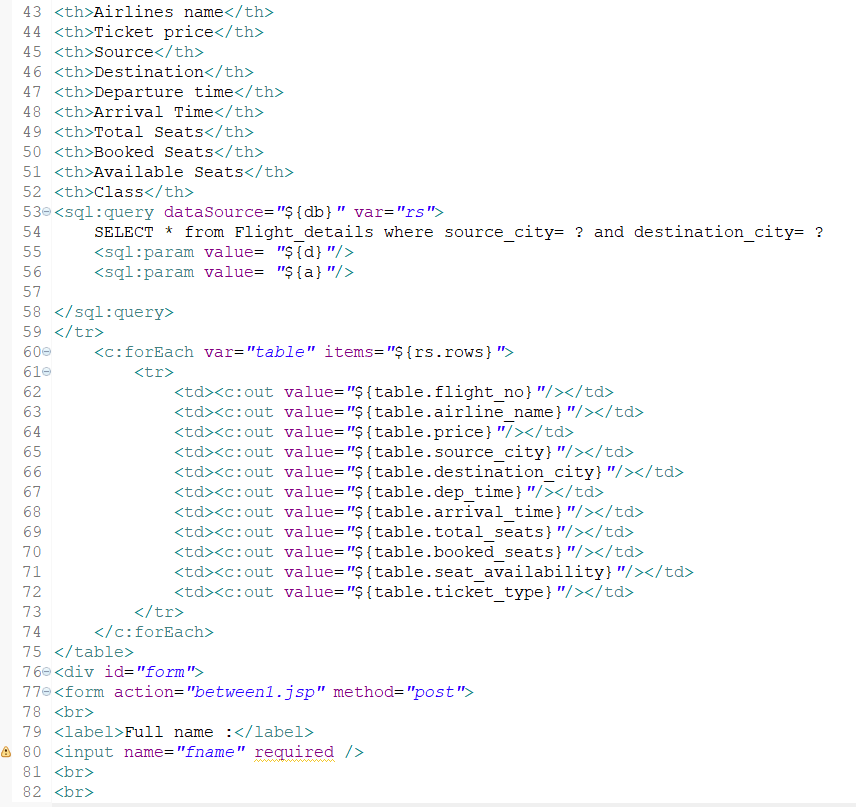 43 <th>Airlines name</th>
44 <th>Ticket price</th>
45 <th>Source</th>
46 <th>Destination</th>
47 <th>Departure time</th>
48 <th>Arrival Time</th>
49 <th>Total Seats</th>
50 <th>Booked Seats</th>
51 <th>Available Seats</th>
52 <th>Class</th>
53 <sql:query dataSource="${db}" var="rs">
54     SELECT * from Flight_details where source_city= ? and destination_city= ?
55     <sql:param value= "${d}"/>
56     <sql:param value= "${a}"/>
57
58 </sql:query>
59 </tr>
60     <c:forEach var="table" items="${rs.rows}">
61         <tr>
62             <td><c:out value="${table.flight_no}"/></td>
63             <td><c:out value="${table.airline_name}"/></td>
64             <td><c:out value="${table.price}"/></td>
65             <td><c:out value="${table.source_city}"/></td>
66             <td><c:out value="${table.destination_city}"/></td>
67             <td><c:out value="${table.dep_time}"/></td>
68             <td><c:out value="${table.arrival_time}"/></td>
69             <td><c:out value="${table.total_seats}"/></td>
70             <td><c:out value="${table.booked_seats}"/></td>
71             <td><c:out value="${table.seat_availability}"/></td>
72             <td><c:out value="${table.ticket_type}"/></td>
73         </tr>
74     </c:forEach>
75 </table>
76 <div id="form">
77 <form action="between1.jsp" method="post">
78 <br>
79 <label>Full name :</label>
80 <input name="fname" required />
81 <br>
82 <br>